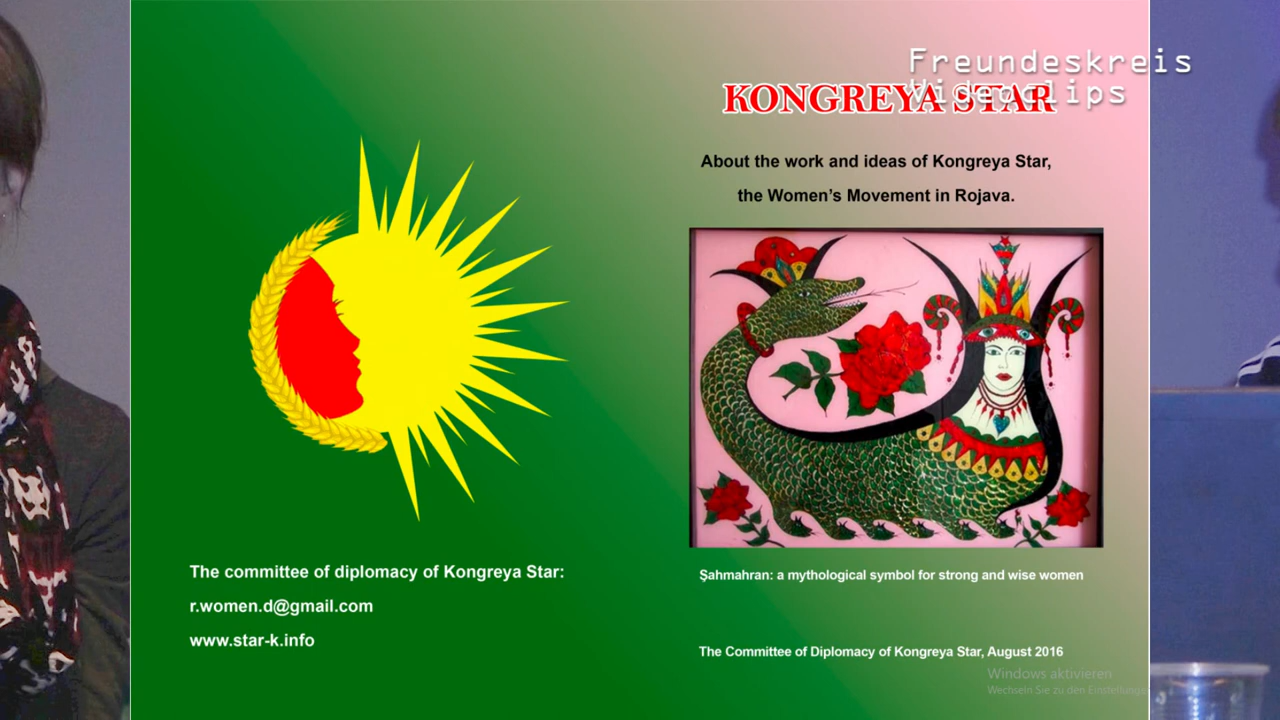 Freundeskreis
Videoclips
KONGREYA STAR
About the work and ideas of Kongreya Star,
the Women’s Movement in Rojava.
Şahmahran: a mythological symbol for strong and wise women
The committee of diplomacy of Kongreya Star:
r.women.d@gmail.com
www.star-k.info
The Committee of Diplomacy of Kongreya Star, August 2016
Windows aktivieren
Wechseln Sie zu den Einstellungen